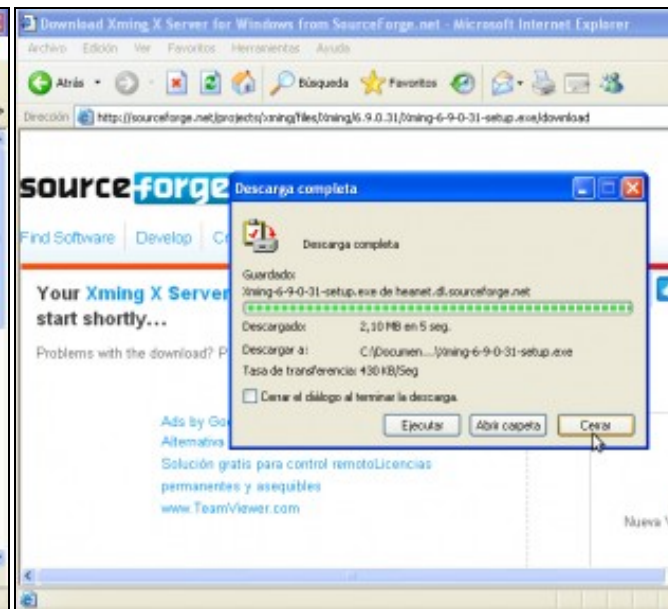 Download Xming X Server for Windows from SourceForge.net - Microsoft Internet Explorer
Archivo Edición Ver Favoritos Herramientas Ayuda
Atrás Búsqueda Favoritos
Dirección http://sourceforge.net/projects/xming/files/Xming/6.9.0.31/Xming-6-9-0-31-setup.exe/download
sourceforge
Find Software Develop
Your Xming X Server
start shortly...
Problems with the download?
Ads by
Alternativa
Solución gratis para control remotoLicencias
permanentes y asequibles
www.TeamViewer.com
Descarga completa
Descarga completa
Guardado:
Xming-6-9-0-31-setup.exe de heanet.dl.sourceforge.net
Descargado: 2,10 MB en 5 seg.
Descargar a: C:\Documen...\Xming-6-9-0-31-setup.exe
Tasa de transferencia: 430 KB/Seg
Cerrar el diálogo al terminar la descarga
Ejecutar Abrir carpeta Cerrar
Nueva